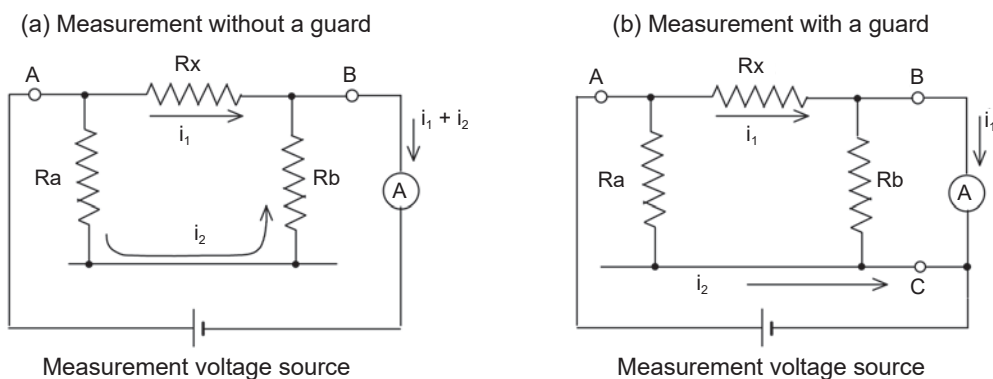 (a) Measurement without a guard
A
Rx
B
i₁
i₁ + i₂
Ra
Rb
A
i₂
Measurement voltage source
(b) Measurement with a guard
A
Rx
B
i₁
i₁
Ra
Rb
A
i₂
C
Measurement voltage source